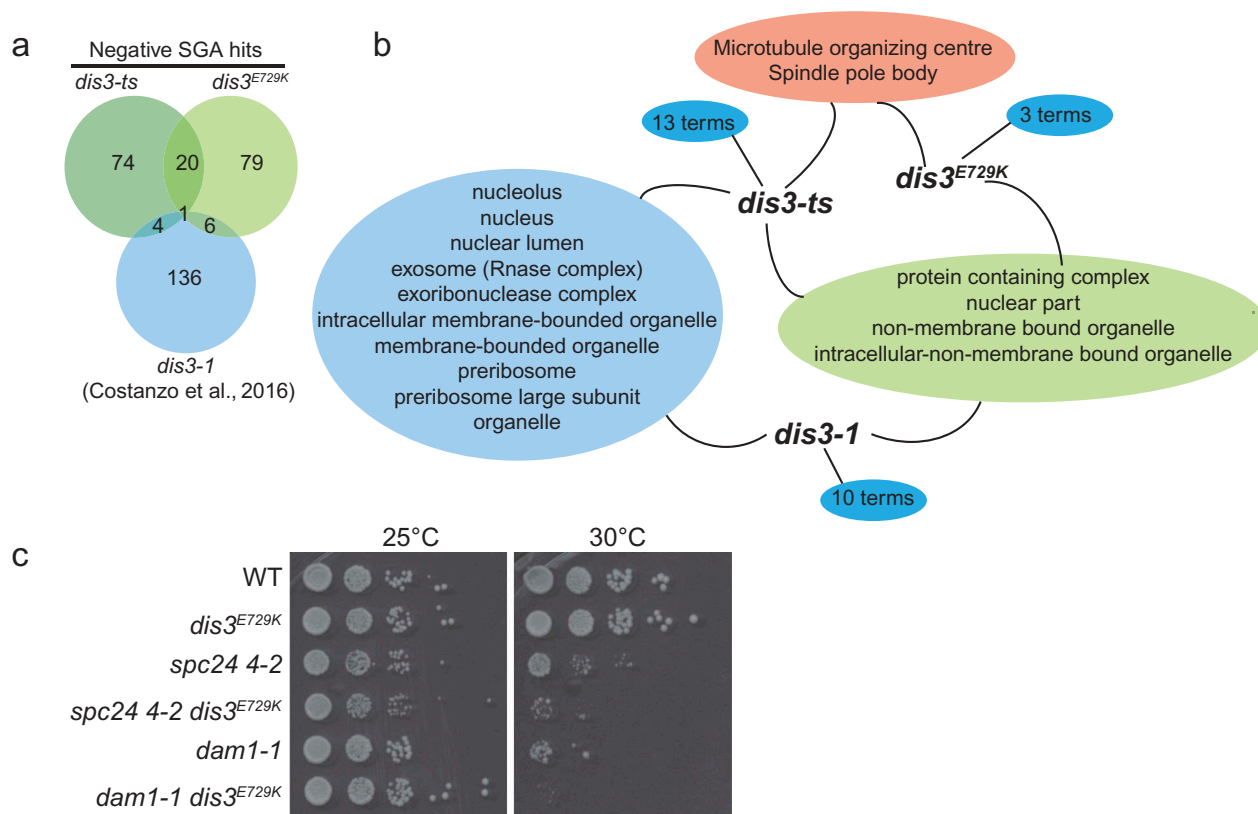 a
Negative SGA hits
dis3-ts
dis3E729K
74
20
79
4
1
6
136
dis3-1
(Costanzo et al., 2016)
b
Microtubule organizing centre
Spindle pole body
13 terms
3 terms
dis3-ts
dis3E729K
nucleolus
nucleus
nuclear lumen
exosome (Rnase complex)
exoribonuclease complex
intracellular membrane-bounded organelle
membrane-bounded organelle
preribosome
preribosome large subunit
organelle
protein containing complex
nuclear part
non-membrane bound organelle
intracellular-non-membrane bound organelle
dis3-1
10 terms
c
25°C
30°C
WT
dis3E729K
spc24 4-2
spc24 4-2 dis3E729K
dam1-1
dam1-1 dis3E729K